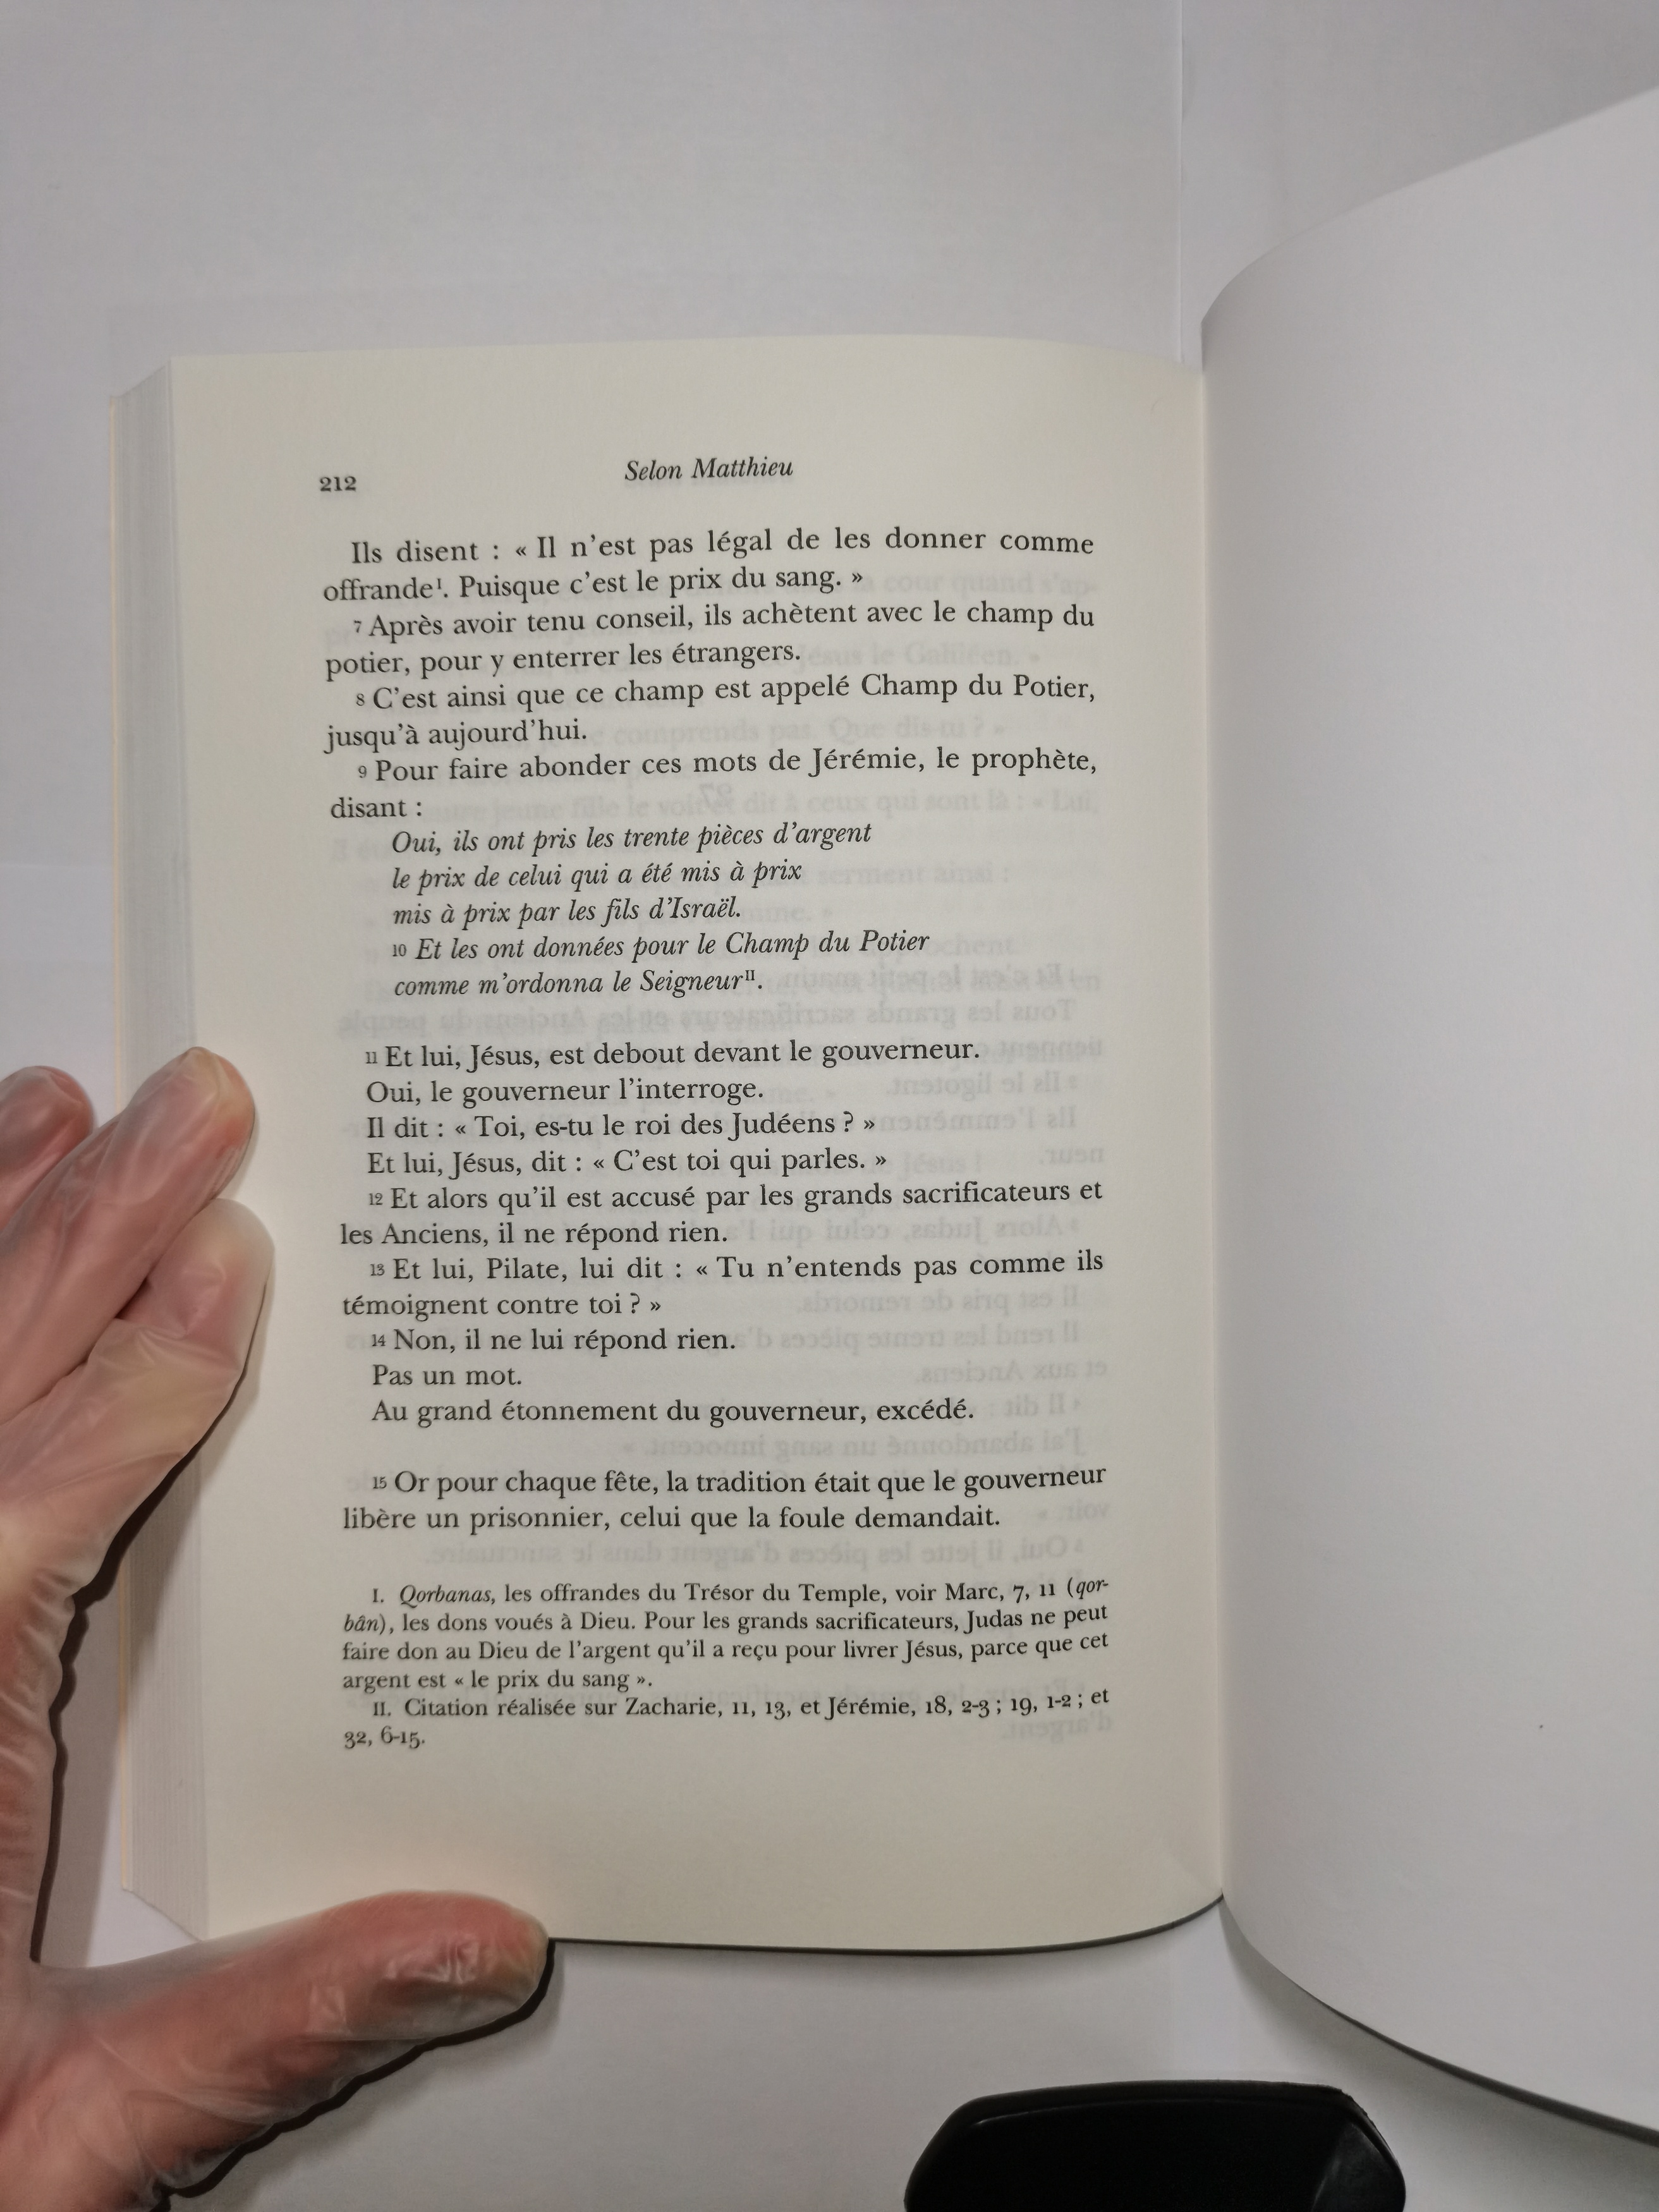 212
Selon Matthieu
Ils disent : « Il n'est pas légal de les donner comme
offrandeI. Puisque c'est le prix du sang. »
7 Après avoir tenu conseil, ils achètent avec le champ du
potier, pour y enterrer les étrangers.
8 C'est ainsi que ce champ est appelé Champ du Potier,
jusqu'à aujourd'hui.
9 Pour faire abonder ces mots de Jérémie, le prophète,
disant :
Oui, ils ont pris les trente pièces d'argent
le prix de celui qui a été mis à prix
mis à prix par les fils d'Israël.
10 Et les ont données pour le Champ du Potier
comme m'ordonna le SeigneurII.
11 Et lui, Jésus, est debout devant le gouverneur.
Oui, le gouverneur l'interroge.
Il dit : « Toi, es-tu le roi des Judéens ? »
Et lui, Jésus, dit : « C'est toi qui parles. »
12 Et alors qu'il est accusé par les grands sacrificateurs et
les Anciens, il ne répond rien.
13 Et lui, Pilate, lui dit : « Tu n'entends pas comme ils
témoignent contre toi ? »
14 Non, il ne lui répond rien.
Pas un mot.
Au grand étonnement du gouverneur, excédé.
15 Or pour chaque fête, la tradition était que le gouverneur
libère un prisonnier, celui que la foule demandait.
I. Qorbanas, les offrandes du Trésor du Temple, voir Marc, 7, 11 (qor-
bân), les dons voués à Dieu. Pour les grands sacrificateurs, Judas ne peut
faire don au Dieu de l'argent qu'il a reçu pour livrer Jésus, parce que cet
argent est « le prix du sang ».
II. Citation réalisée sur Zacharie, 11, 13, et Jérémie, 18, 2-3 ; 19, 1-2 ; et
32, 6-15.